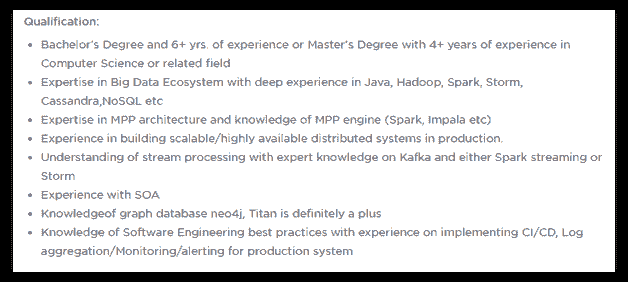 Qualification:
• Bachelor's Degree and 6+ yrs. of experience or Master's Degree with 4+ years of experience in
Computer Science or related field
• Expertise in Big Data Ecosystem with deep experience in Java, Hadoop, Spark, Storm,
Cassandra,NoSQL etc
• Expertise in MPP architecture and knowledge of MPP engine (Spark, Impala etc)
• Experience in building scalable/highly available distributed systems in production.
• Understanding of stream processing with expert knowledge on Kafka and either Spark streaming or
Storm
• Experience with SOA
• Knowledgeof graph database neo4j, Titan is definitely a plus
• Knowledge of Software Engineering best practices with experience on implementing CI/CD, Log
aggregation/Monitoring/alerting for production system